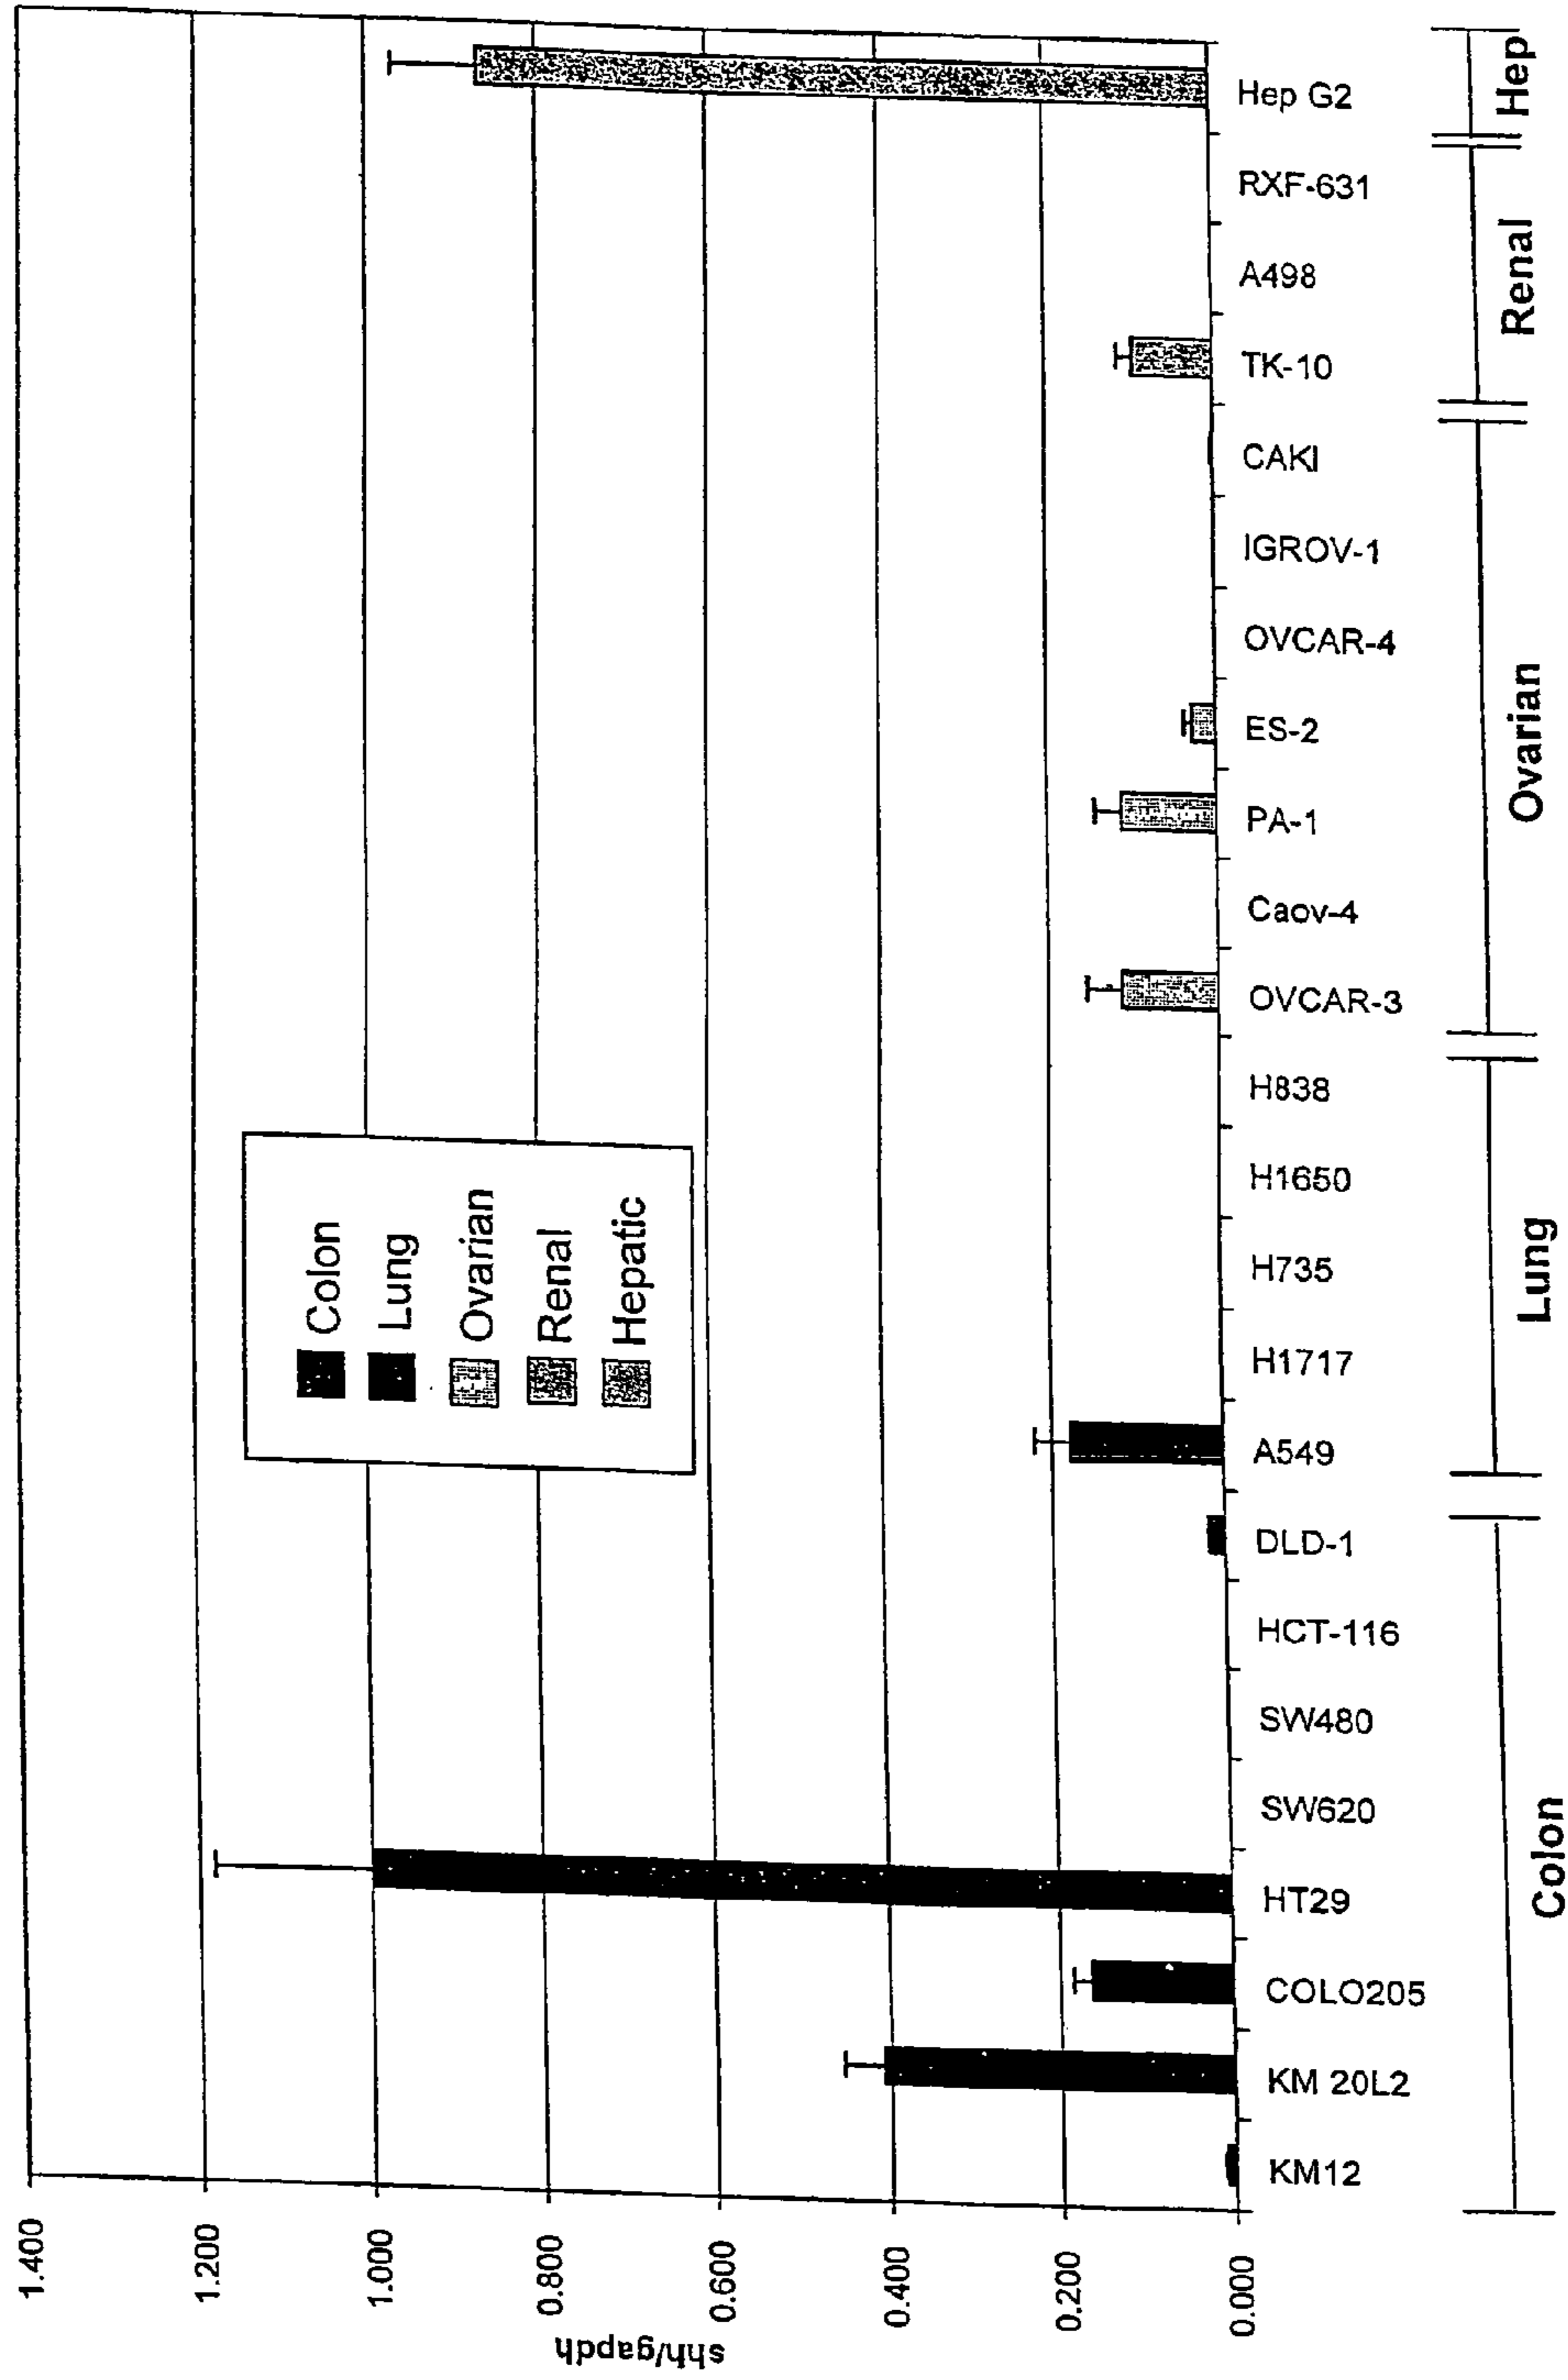 shh/gapdh
1.400
1.200
1.000
0.800
0.600
0.400
0.200
0.000
Colon
Lung
Ovarian
Renal
Hepatic
Hep G2
RXF-631
A498
TK-10
CAKI
IGROV-1
OVCAR-4
ES-2
PA-1
Caov-4
OVCAR-3
H838
H1650
H735
H1717
A549
DLD-1
HCT-116
SW480
SW620
HT29
COLO205
KM 20L2
KM12
Hep
Renal
Ovarian
Lung
Colon